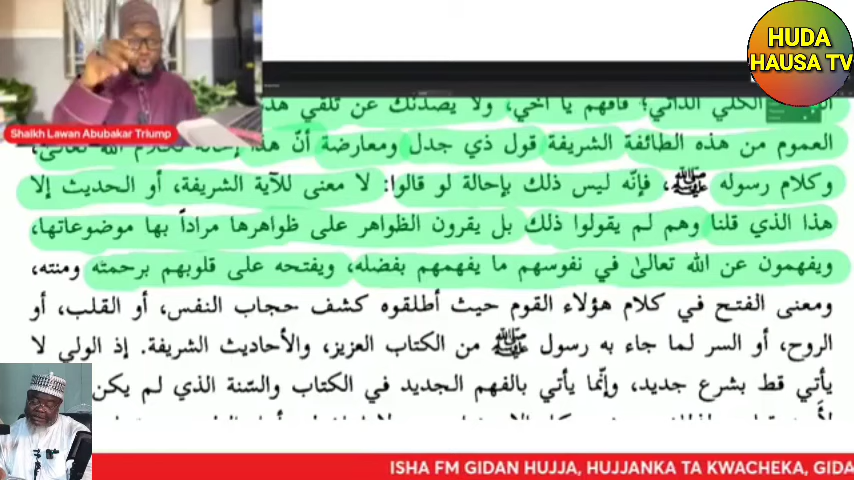 HUDA
HAUSA TV
Shaikh Lawan Abubakar Triump
الكلي الذاتي؛ فافهم يا أخي، ولا يصدنك عن تلقي
العموم من هذه الطائفة الشريفة قول ذي جدل ومعارضة أنّ هذا إحالة لكلام الله تعالى،
وكلام رسوله ﷺ، فإنّه ليس ذلك بإحالة لو قالوا: لا معنى للآية الشريفة، أو الحديث إلا
هذا الذي قلنا وهم لم يقولوا ذلك بل يقرون الظواهر على ظواهرها مراداً بها موضوعاتها،
ويفهمون عن الله تعالىٰ في نفوسهم ما يفهمهم بفضله، ويفتحه على قلوبهم برحمته ومنته،
ومعنى الفتح في كلام هؤلاء القوم حيث أطلقوه كشف حجاب النفس، أو القلب، أو
الروح، أو السر لما جاء به رسول ﷺ من الكتاب العزيز، والأحاديث الشريفة. إذ الولي لا
يأتي قط بشرع جديد، وإنّما يأتي بالفهم الجديد في الكتاب والسّنة الذي لم يكن
ISHA FM GIDAN HUJJA, HUJJANKA TA KWACHEKA, GIDA